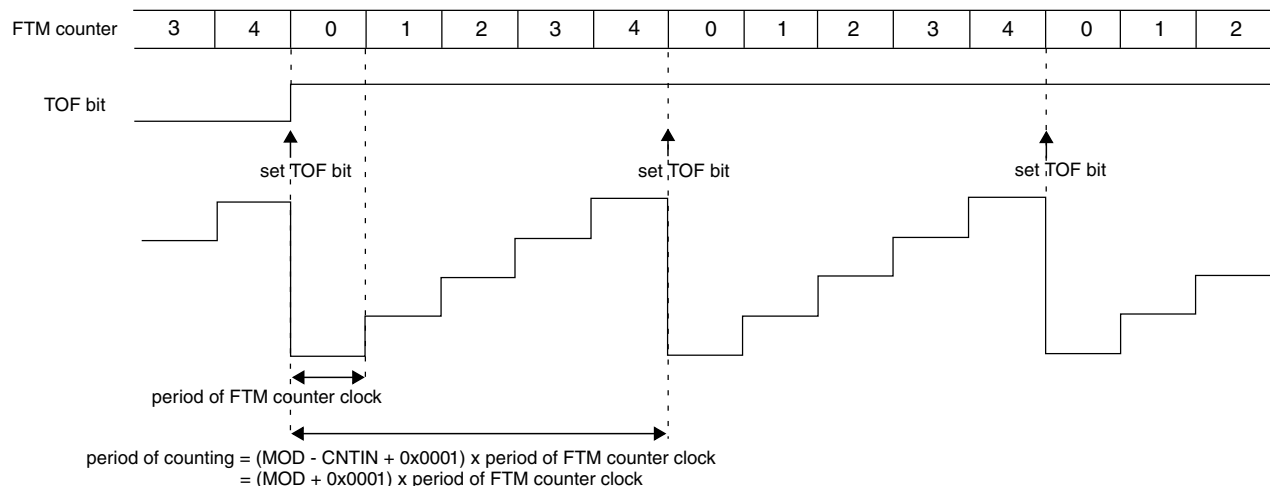 FTM counter 3 4 0 1 2 3 4 0 1 2 3 4 0 1 2
TOF bit
set TOF bit set TOF bit set TOF bit
period of FTM counter clock
period of counting = (MOD - CNTIN + 0x0001) x period of FTM counter clock
= (MOD + 0x0001) x period of FTM counter clock